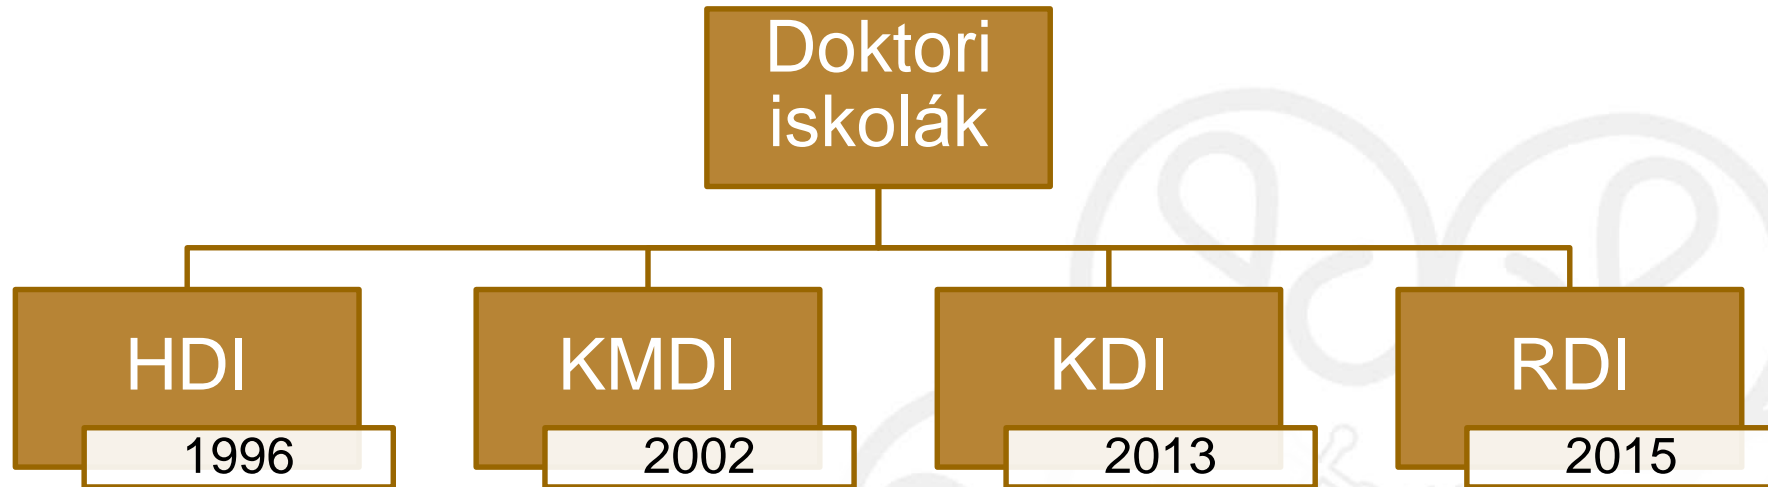 Doktori
iskolák
HDI
1996
KMDI
2002
KDI
2013
RDI
2015